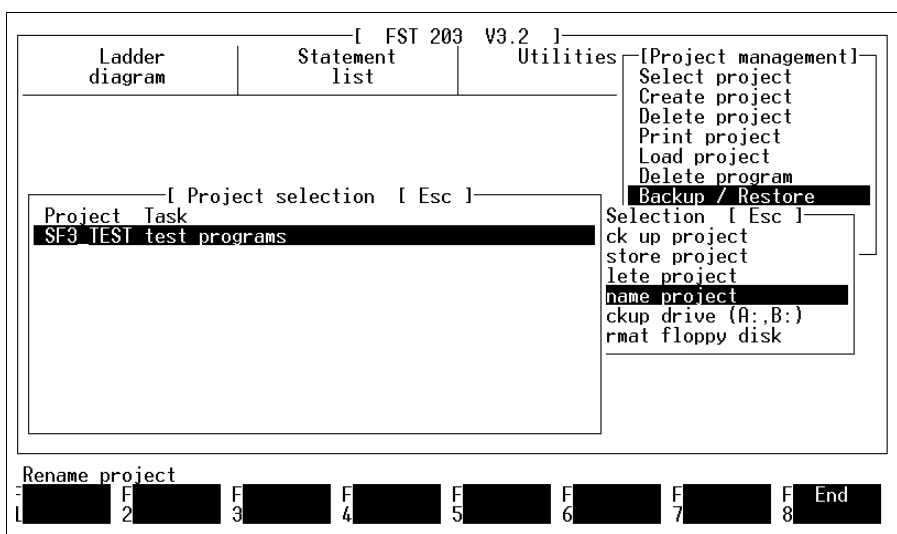 [ FST 203 V3.2 ]
Ladder diagram
Statement list
Utilities
[Project management]
Select project
Create project
Delete project
Print project
Load project
Delete program
Backup / Restore
[ Project selection [ Esc ]
Project Task
SF3_TEST test programs
Selection [ Esc ]
ck up project
store project
lete project
name project
ckup drive (A:,B:)
rmat floppy disk
Rename project
F F F F F F F End
2 3 4 5 6 7 8